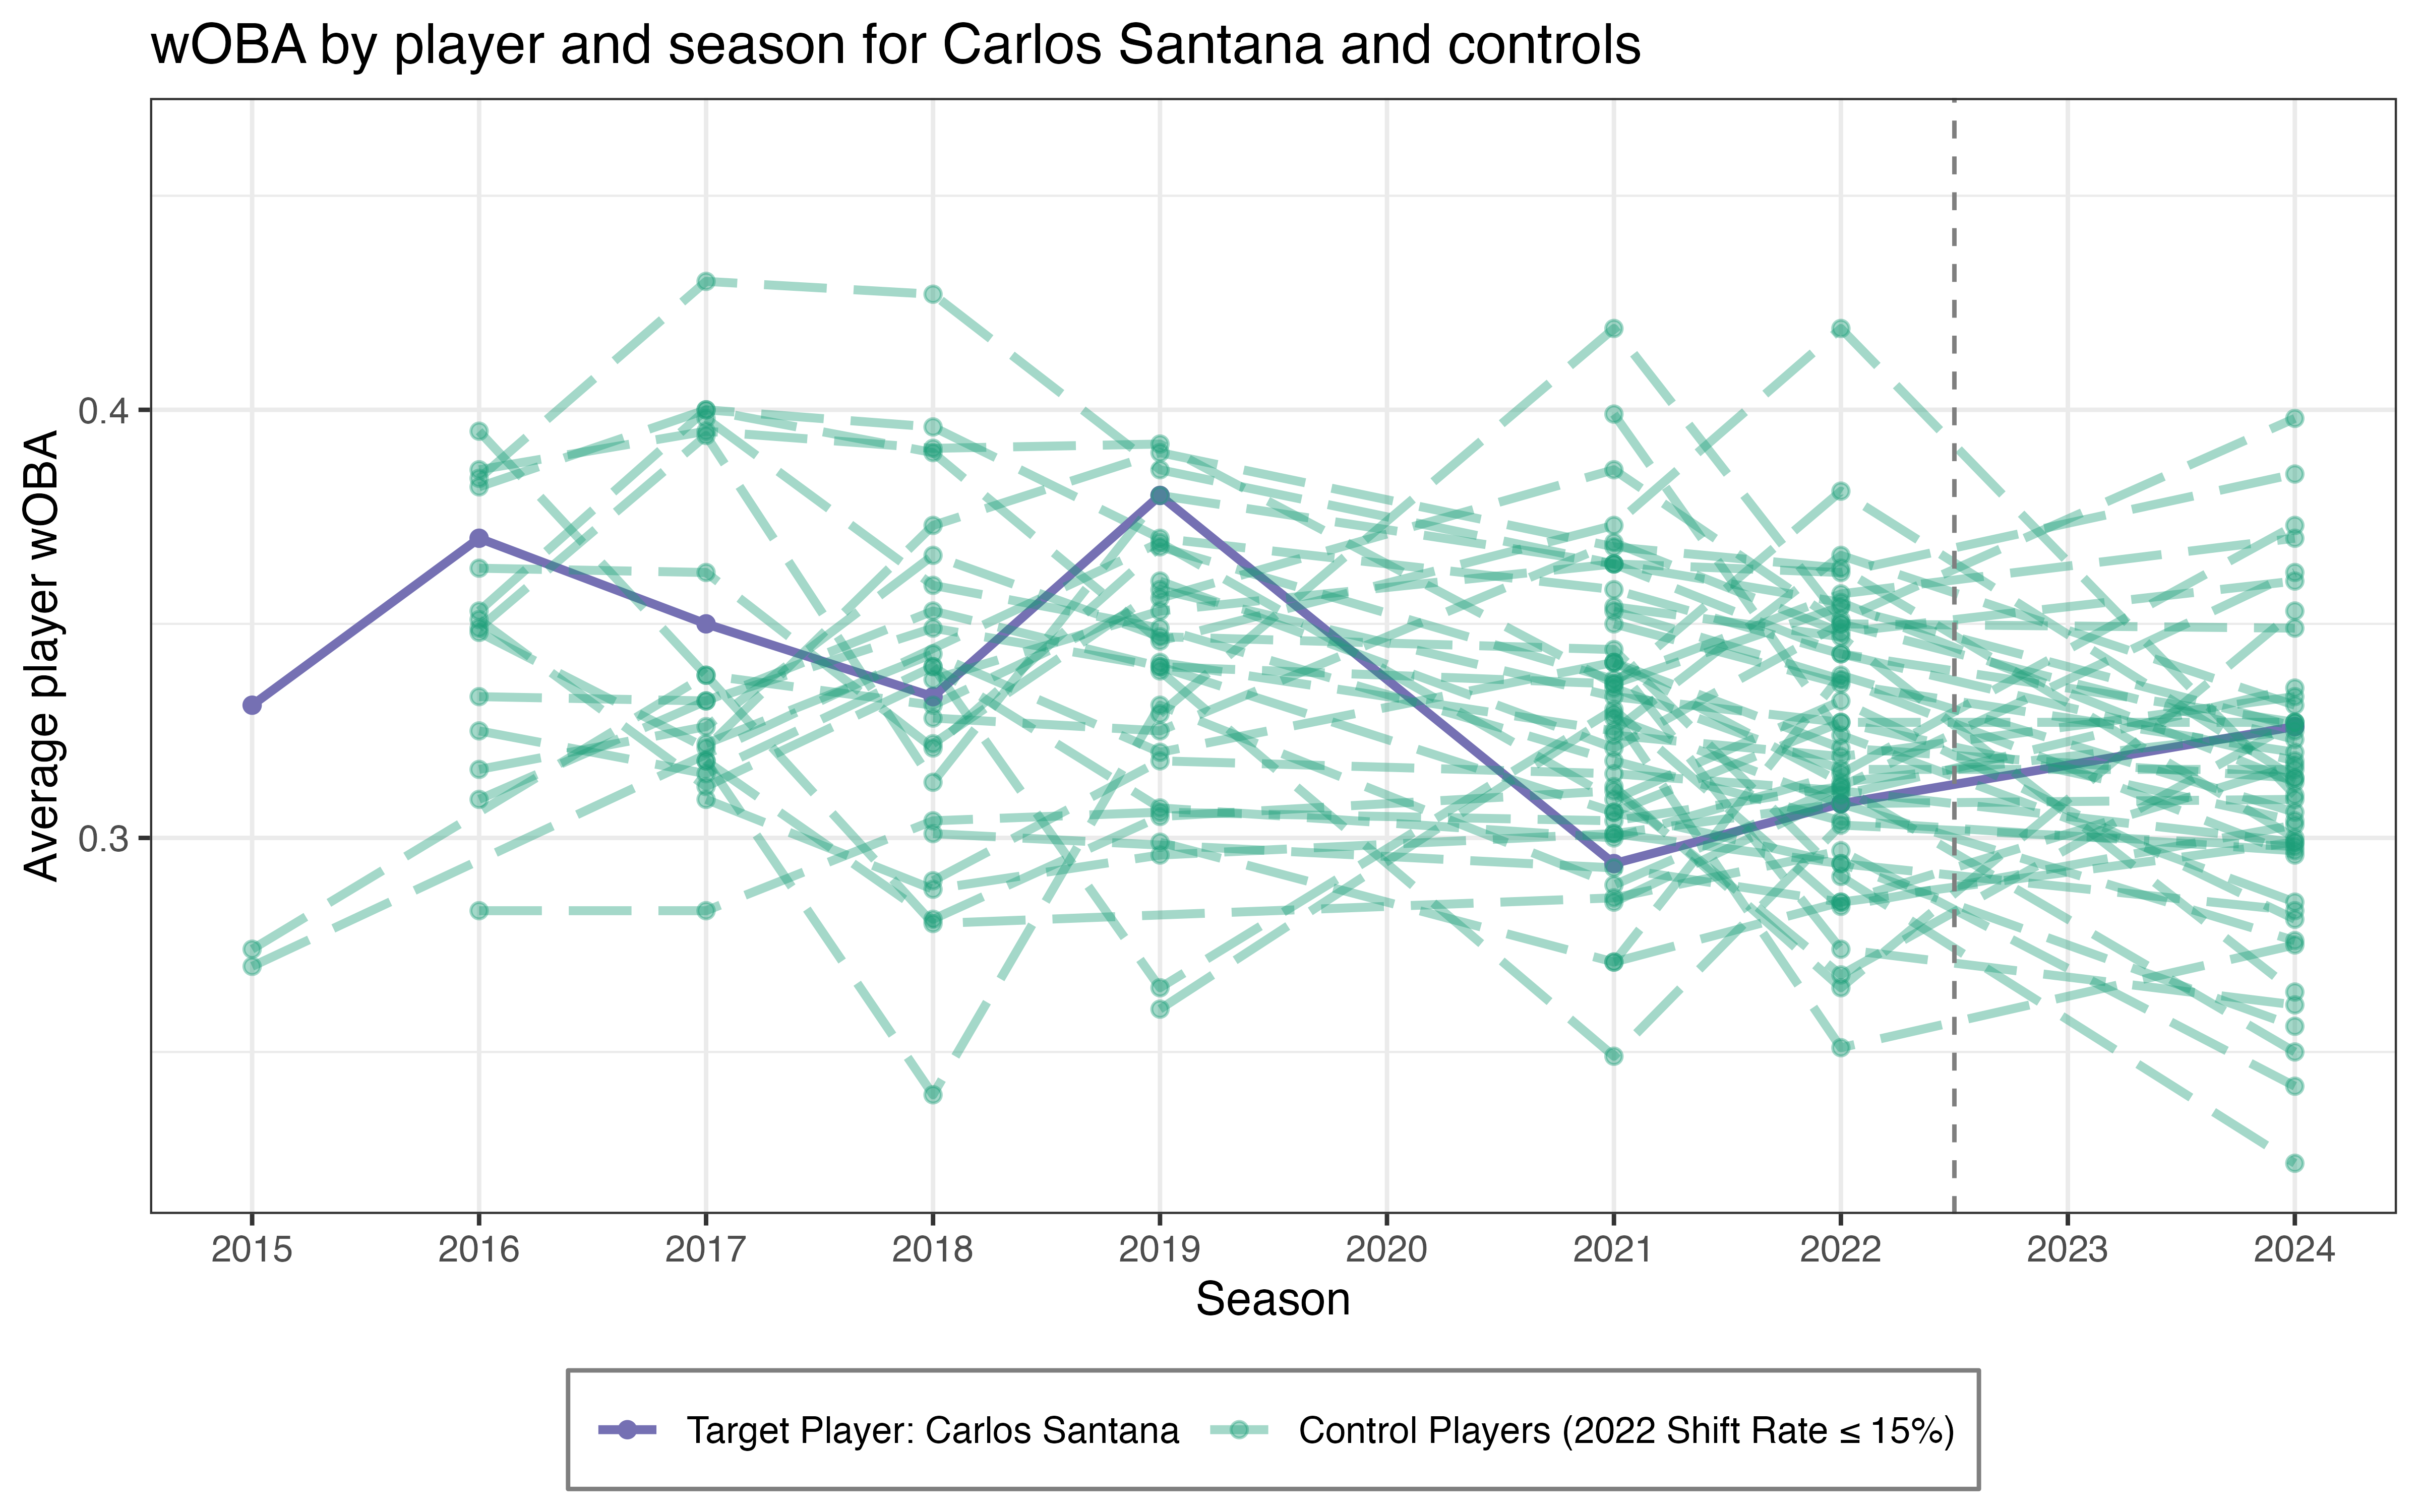 wOBA by player and season for Carlos Santana and controls
Average player wOBA
0.4
0.3
2015 2016 2017 2018 2019 2020 2021 2022 2023 2024
Season
Target Player: Carlos Santana Control Players (2022 Shift Rate ≤ 15%)